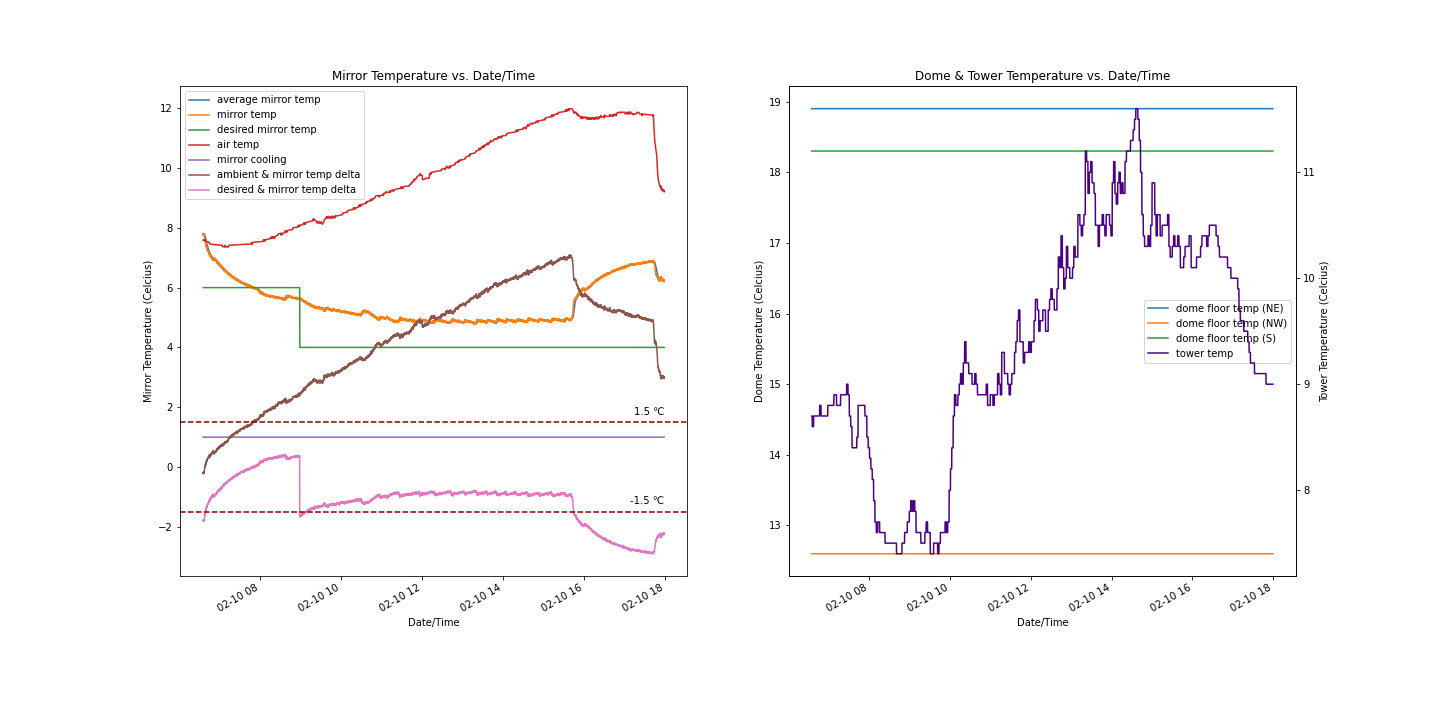 Mirror Temperature vs. Date/Time
12
10
8
6
4
2
0
−2
Mirror Temperature (Celcius)
average mirror temp
mirror temp
desired mirror temp
air temp
mirror cooling
ambient & mirror temp delta
desired & mirror temp delta
1.5 °C
-1.5 °C
02-10 08
02-10 10
02-10 12
02-10 14
02-10 16
02-10 18
Date/Time
Dome & Tower Temperature vs. Date/Time
19
18
17
16
15
14
13
Dome Temperature (Celcius)
dome floor temp (NE)
dome floor temp (NW)
dome floor temp (S)
tower temp
11
10
9
8
Tower Temperature (Celcius)
02-10 08
02-10 10
02-10 12
02-10 14
02-10 16
02-10 18
Date/Time